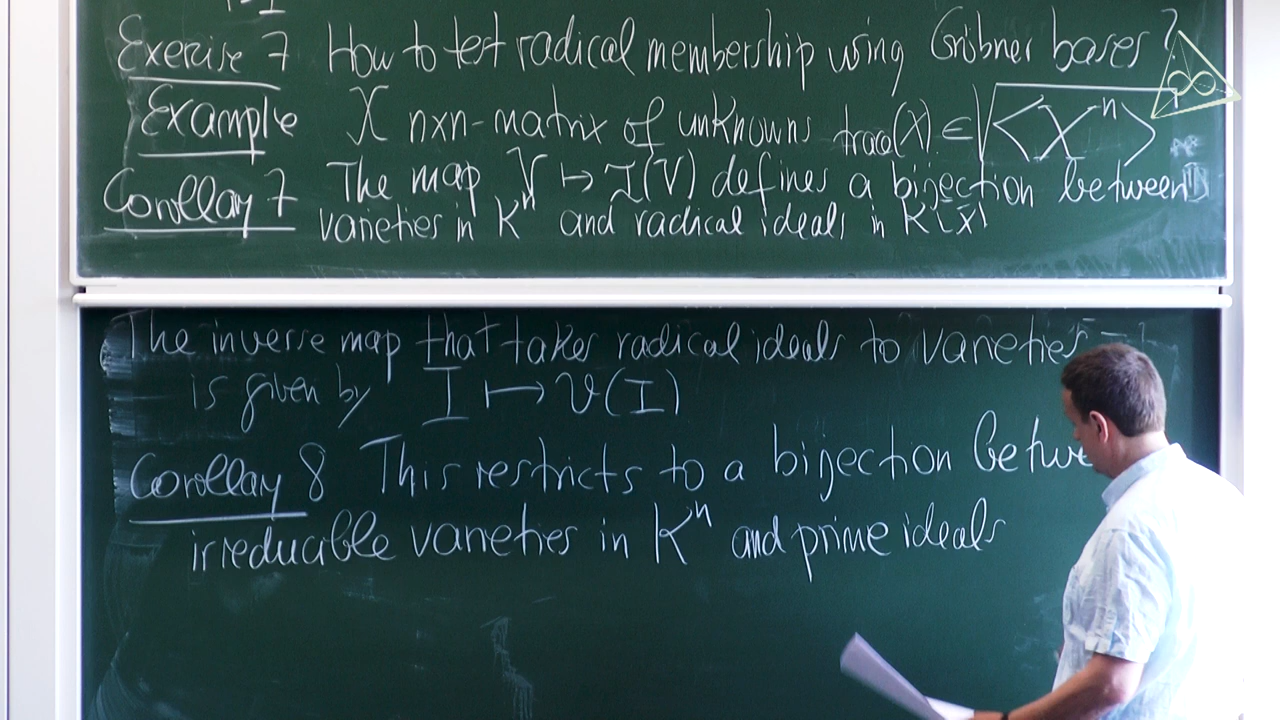 Exercise 7 How to test radical membership using Gröbner bases?
Example X nxn-matrix of unknowns trace(X) ∈ √<X^n>
Corollary 7 The map V ↦ I(V) defines a bijection between
varieties in K^n and radical ideals in K[x]
The inverse map that takes radical ideals to varieties
is given by I ↦ V(I)
Corollary 8 This restricts to a bijection betwe
irreducible varieties in K^n and prime ideals